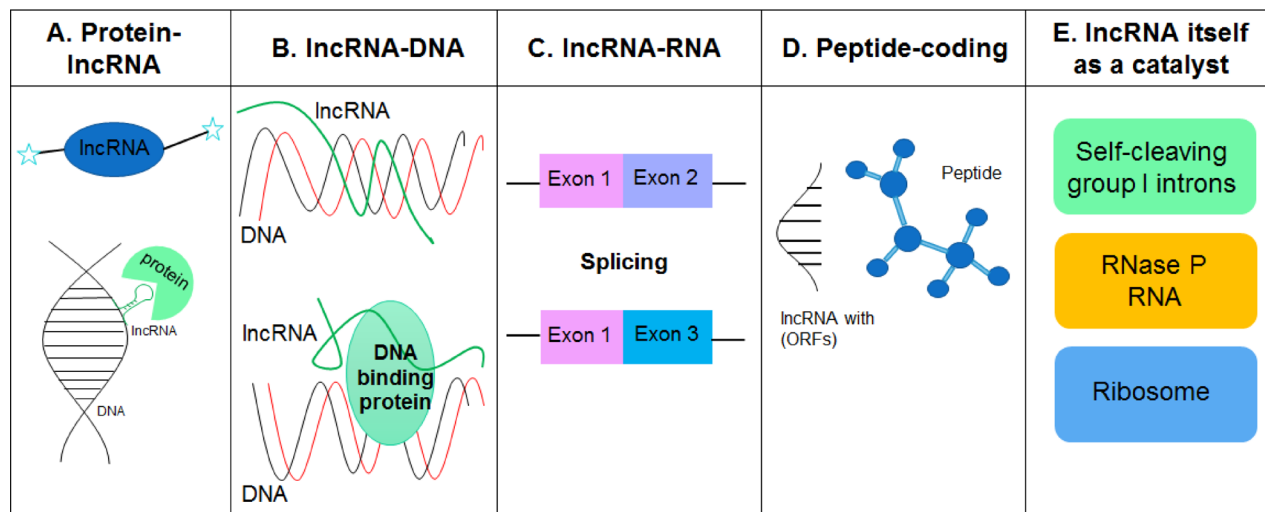 A. Protein-
lncRNA
B. lncRNA-DNA
C. lncRNA-RNA
D. Peptide-coding
E. lncRNA itself
as a catalyst
lncRNA
protein
lncRNA
DNA
lncRNA
DNA
lncRNA
DNA
binding
protein
DNA
Exon 1 Exon 2
Splicing
Exon 1 Exon 3
Peptide
lncRNA with
(ORFs)
Self-cleaving
group I introns
RNase P
RNA
Ribosome